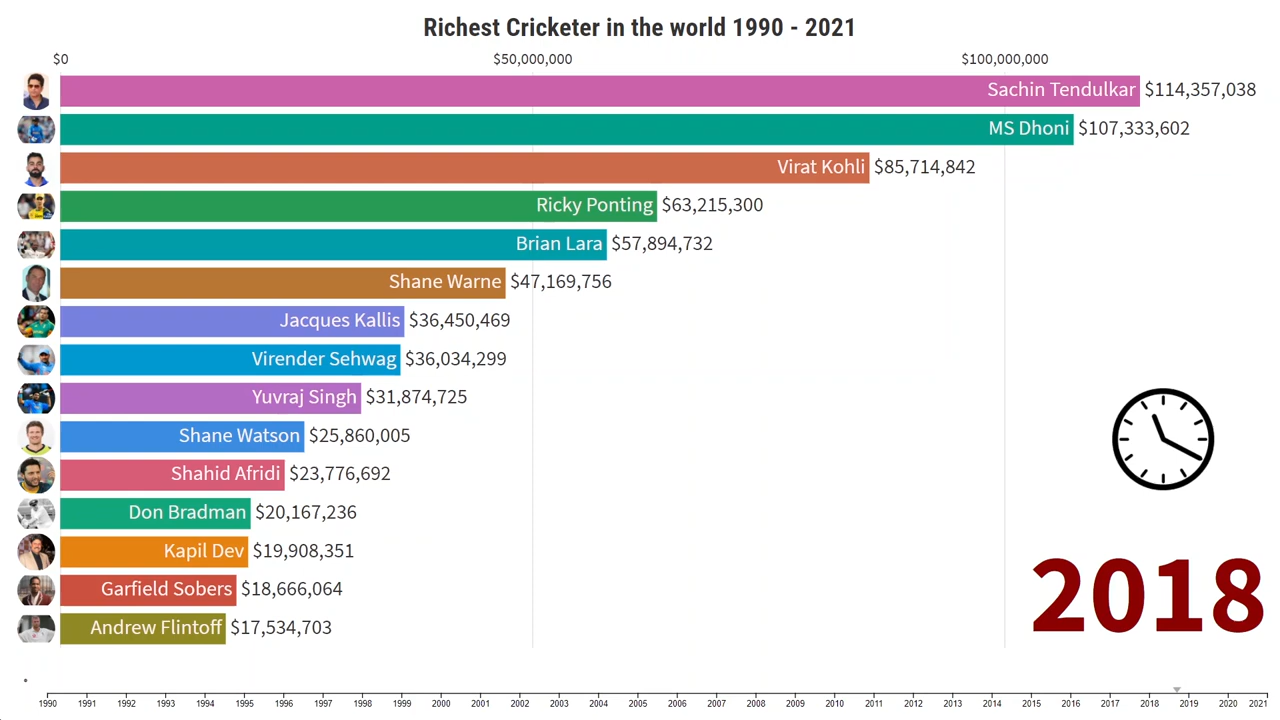 Richest Cricketer in the world 1990 - 2021
$0 $50,000,000 $100,000,000
Sachin Tendulkar $114,357,038
MS Dhoni $107,333,602
Virat Kohli $85,714,842
Ricky Ponting $63,215,300
Brian Lara $57,894,732
Shane Warne $47,169,756
Jacques Kallis $36,450,469
Virender Sehwag $36,034,299
Yuvraj Singh $31,874,725
Shane Watson $25,860,005
Shahid Afridi $23,776,692
Don Bradman $20,167,236
Kapil Dev $19,908,351
Garfield Sobers $18,666,064
Andrew Flintoff $17,534,703
2018
1990 1991 1992 1993 1994 1995 1996 1997 1998 1999 2000 2001 2002 2003 2004 2005 2006 2007 2008 2009 2010 2011 2012 2013 2014 2015 2016 2017 2018 2019 2020 2021